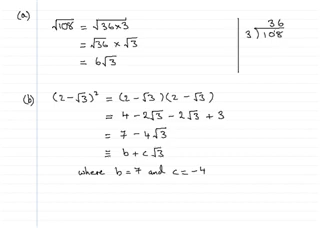 (a)
√108 = √36×3
= √36 × √3
= 6√3
36
3 ) 108
(b) (2-√3)² = (2-√3)(2-√3)
= 4 - 2√3 - 2√3 + 3
= 7 - 4√3
≡ b + c√3
where b=7 and c=-4